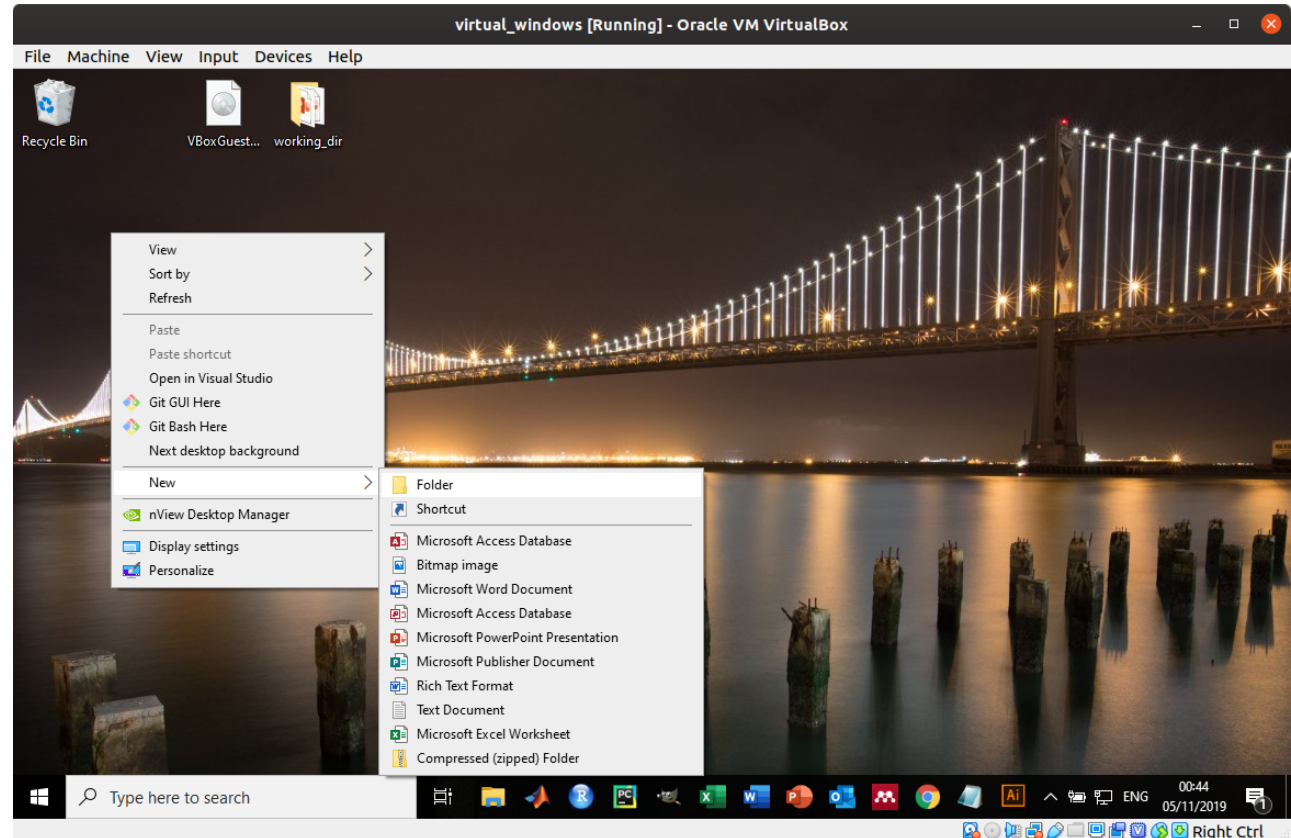 virtual_windows [Running] - Oracle VM VirtualBox
File Machine View Input Devices Help
Recycle Bin
VBoxGuest...
working_dir
View
Sort by
Refresh
Paste
Paste shortcut
Open in Visual Studio
Git GUI Here
Git Bash Here
Next desktop background
New
nView Desktop Manager
Display settings
Personalize
Folder
Shortcut
Microsoft Access Database
Bitmap image
Microsoft Word Document
Microsoft Access Database
Microsoft PowerPoint Presentation
Microsoft Publisher Document
Rich Text Format
Text Document
Microsoft Excel Worksheet
Compressed (zipped) Folder
Type here to search
ENG
00:44
05/11/2019
Right Ctrl